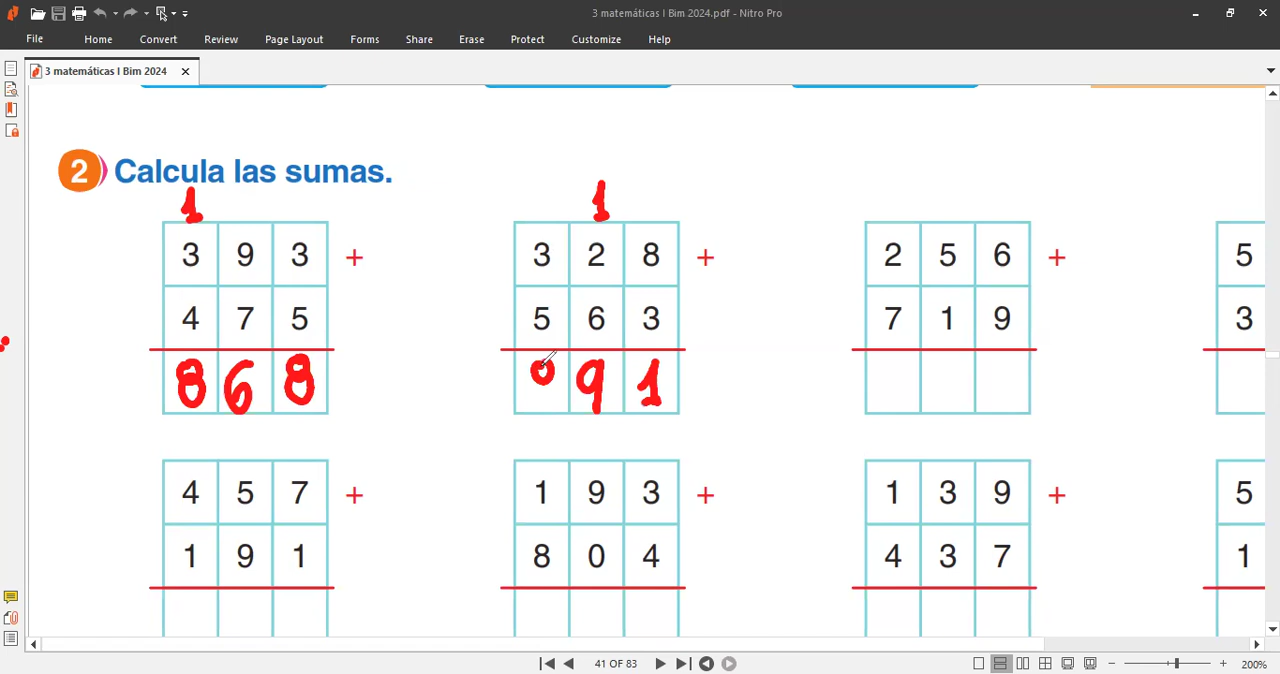 3 matemáticas I Bim 2024.pdf - Nitro Pro
File Home Convert Review Page Layout Forms Share Erase Protect Customize Help
3 matemáticas I Bim 2024
2 Calcula las sumas.
1 1
3 9 3 + 3 2 8 + 2 5 6 + 5
4 7 5 5 6 3 7 1 9 3
8 6 8 9 1
4 5 7 + 1 9 3 + 1 3 9 + 5
1 9 1 8 0 4 4 3 7 1
41 OF 83
200%